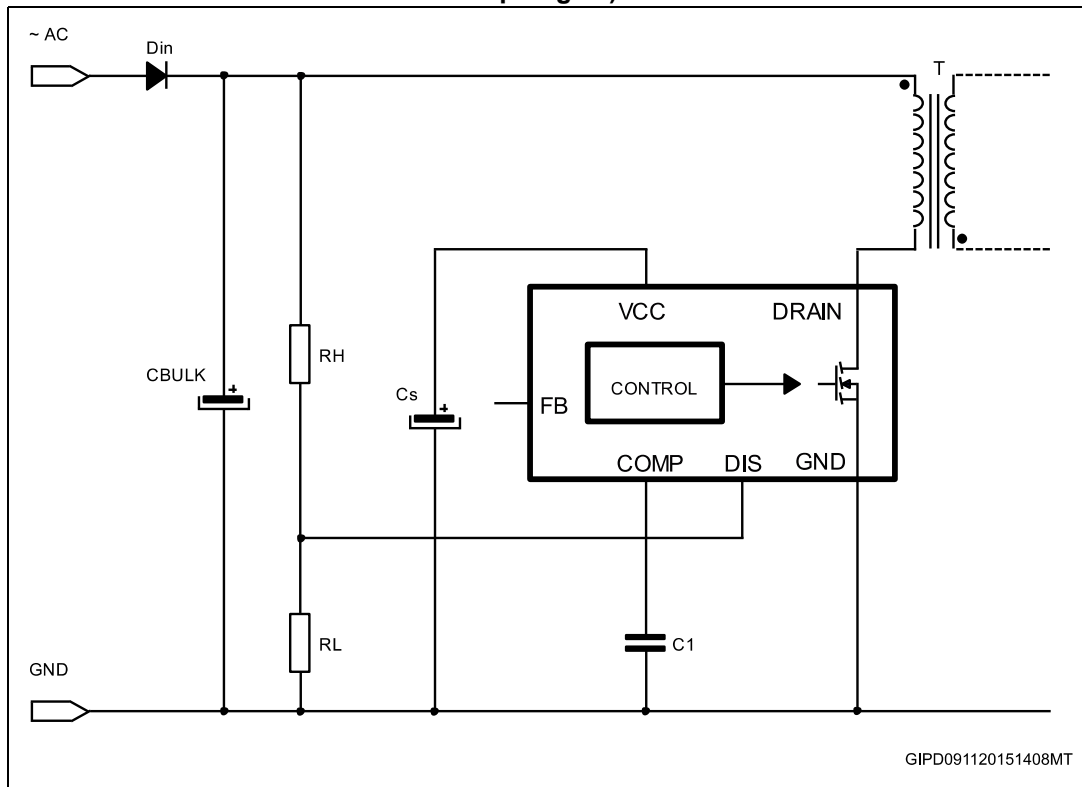 ~ AC
Din
T
VCC
DRAIN
RH
CBULK
+
Cs
+
CONTROL
FB
COMP
DIS
GND
RL
C1
GND
GIPD091120151408MT